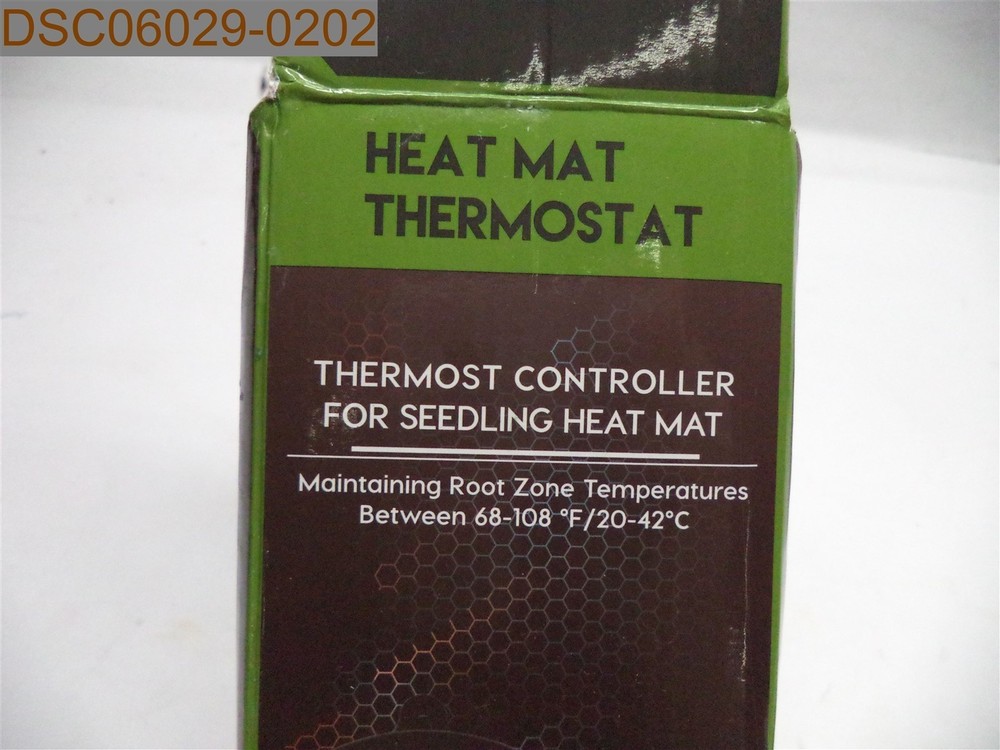 DSC06029-0202
HEAT MAT
THERMOSTAT
THERMOST CONTROLLER
FOR SEEDLING HEAT MAT
Maintaining Root Zone Temperatures
Between 68-108 °F/20-42°C